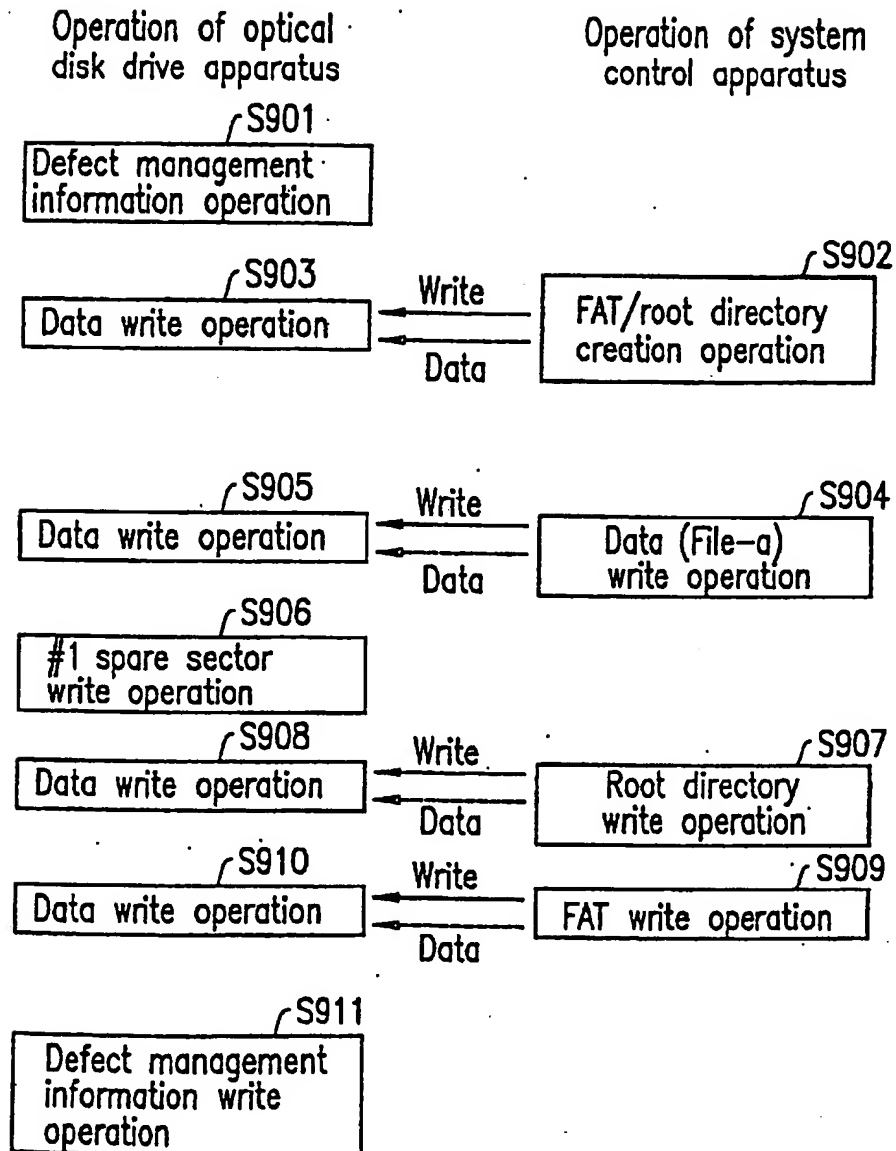 Operation of optical
disk drive apparatus
Operation of system
control apparatus
S901
Defect management
information operation
S902
FAT/root directory
creation operation
S903
Data write operation
Write
Data
S904
Data (File-a)
write operation
S905
Data write operation
Write
Data
S906
#1 spare sector
write operation
S907
Root directory
write operation
S908
Data write operation
Write
Data
S909
FAT write operation
S910
Data write operation
Write
Data
S911
Defect management
information write
operation